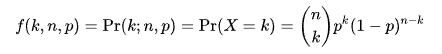 f(k, n, p) = Pr(k; n, p) = Pr(X = k) = \binom{n}{k} p^k (1 − p)^{n−k}